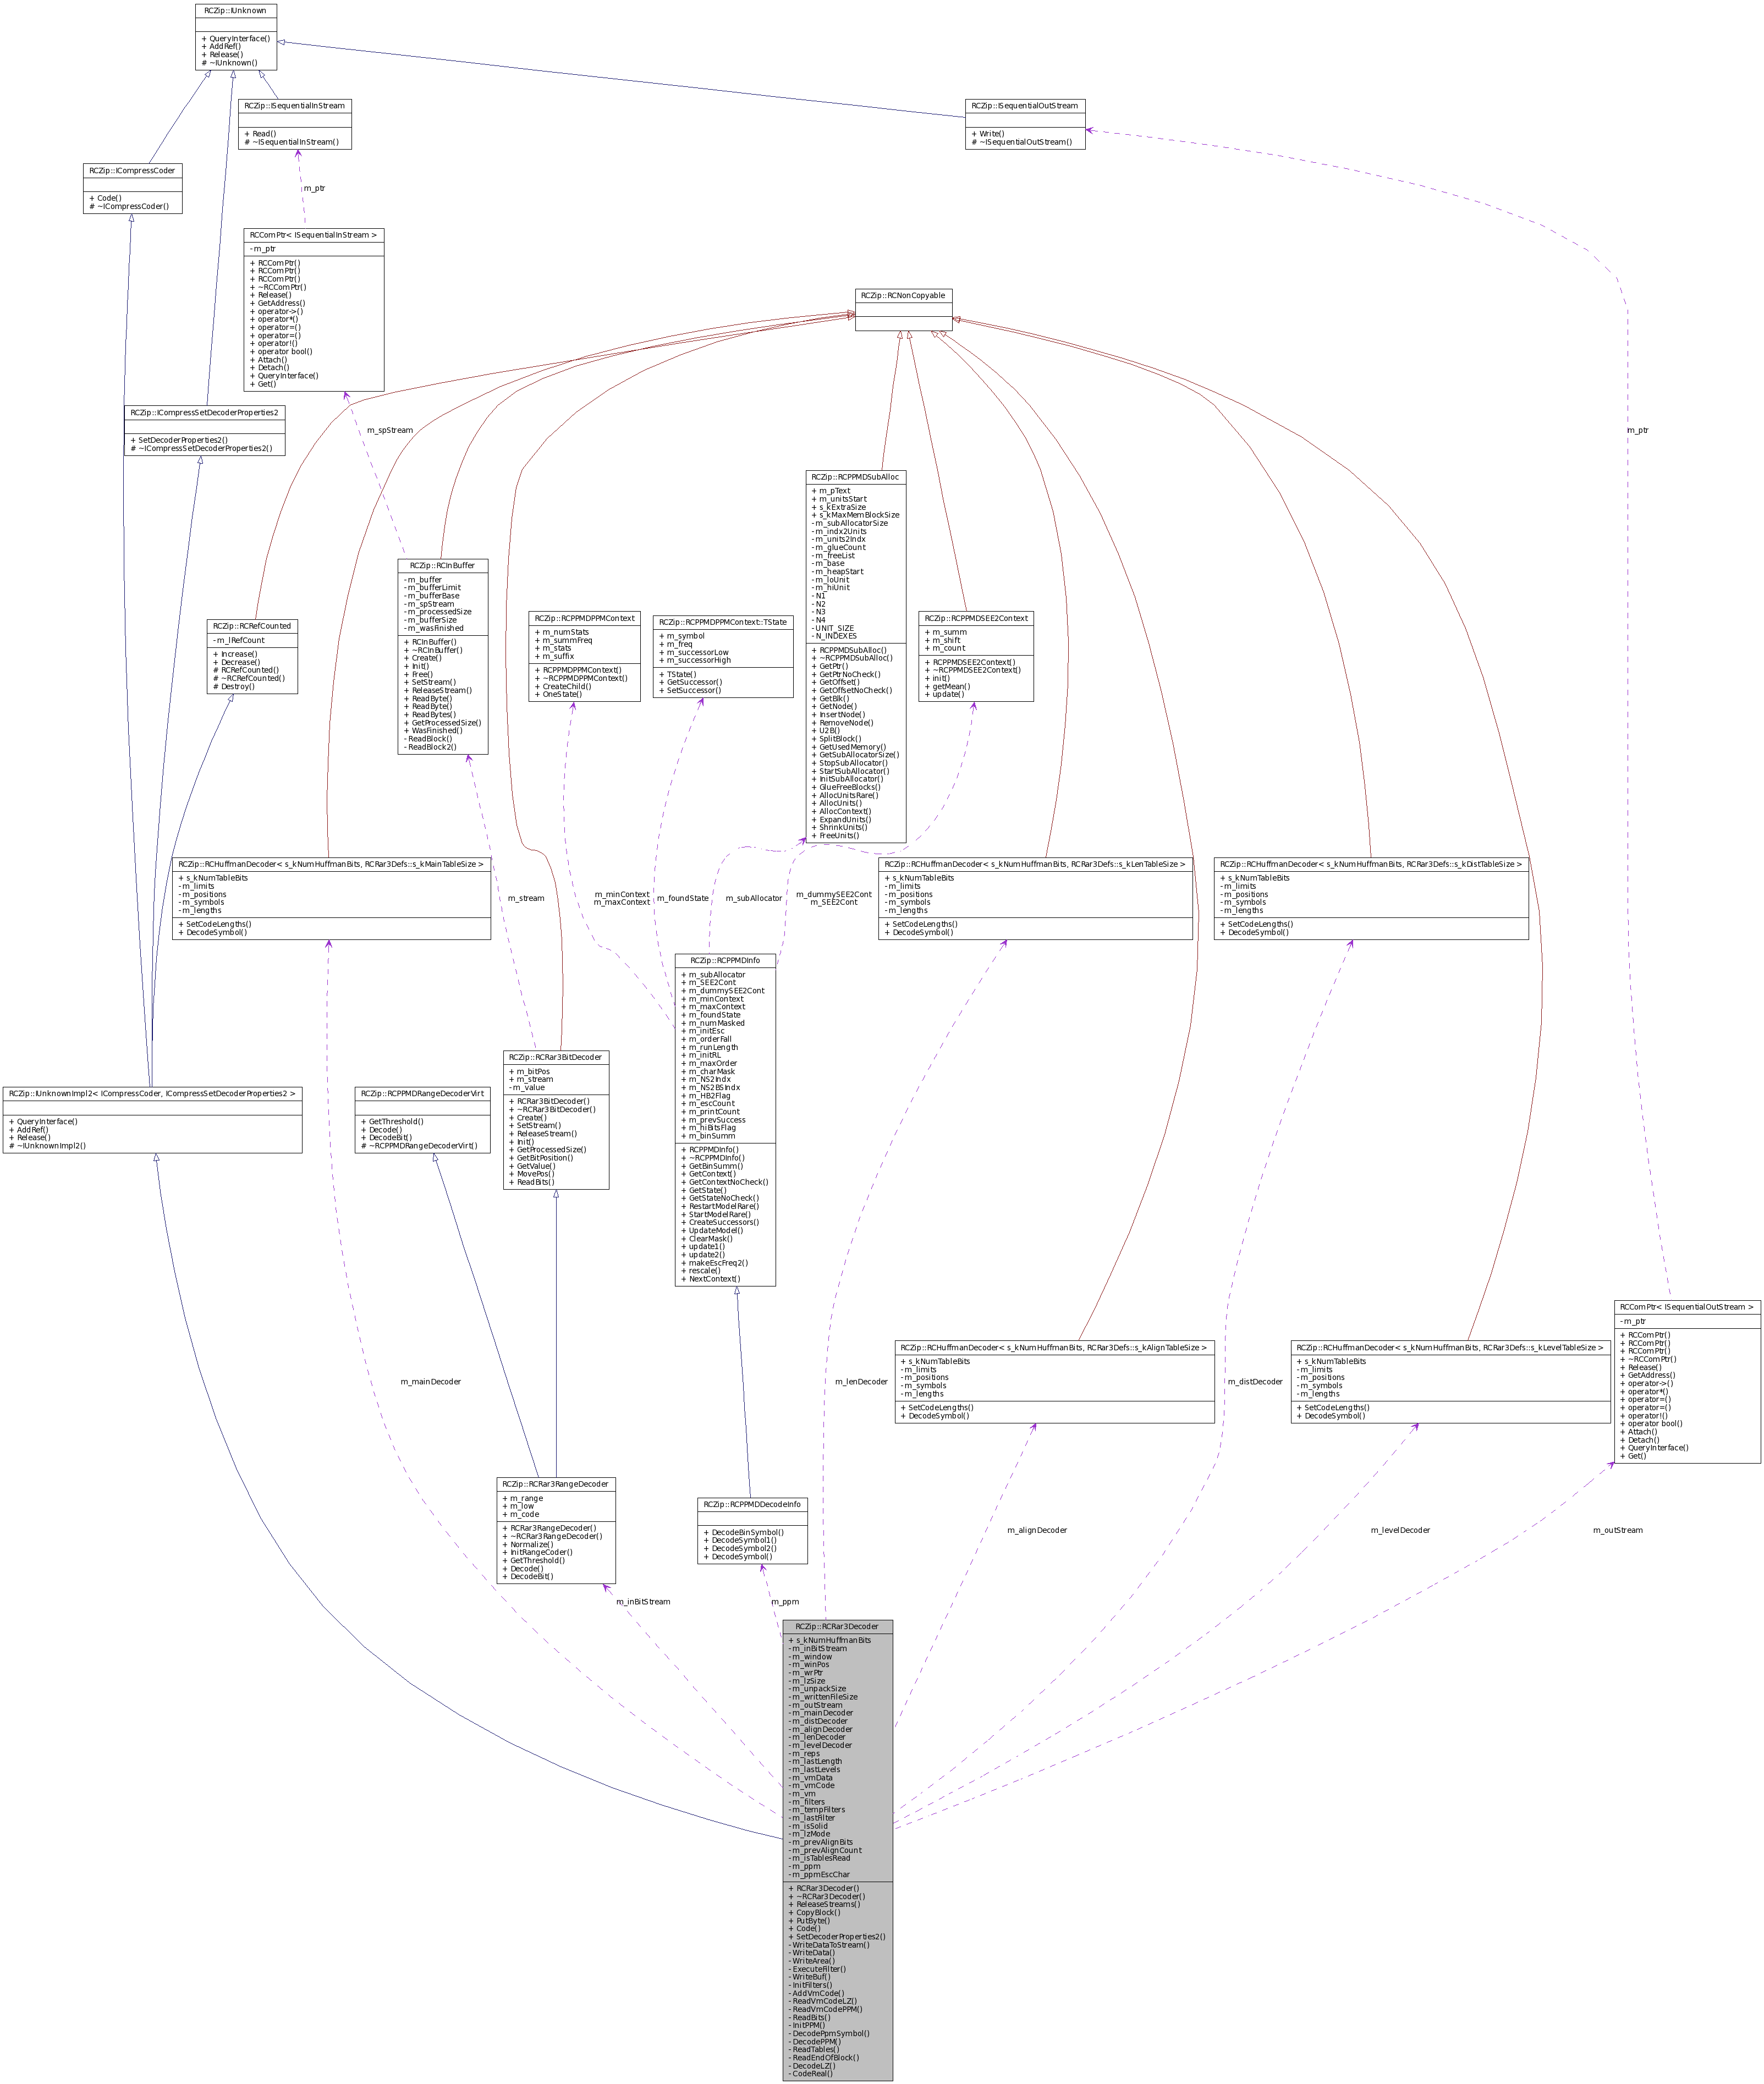 RCZip::IUnknown
+ QueryInterface()
+ AddRef()
+ Release()
# ~IUnknown()
RCZip::ISequentialInStream
+ Read()
# ~ISequentialInStream()
RCZip::ISequentialOutStream
+ Write()
# ~ISequentialOutStream()
RCZip::ICompressCoder
+ Code()
# ~ICompressCoder()
m_ptr
RCComPtr< ISequentialInStream >
- m_ptr
+ RCComPtr()
+ RCComPtr()
+ RCComPtr()
+ ~RCComPtr()
+ Release()
+ GetAddress()
+ operator->()
+ operator*()
+ operator=()
+ operator=()
+ operator!()
+ operator bool()
+ Attach()
+ Detach()
+ QueryInterface()
+ Get()
RCZip::RCNonCopyable
RCZip::ICompressSetDecoderProperties2
+ SetDecoderProperties2()
# ~ICompressSetDecoderProperties2()
m_spStream
m_ptr
RCZip::RCPPMDSubAlloc
+ m_pText
+ m_unitsStart
+ s_kExtraSize
+ s_kMaxMemBlockSize
- m_subAllocatorSize
- m_indx2Units
- m_units2Indx
- m_glueCount
- m_freeList
- m_base
- m_heapStart
- m_loUnit
- m_hiUnit
- N1
- N2
- N3
- N4
- UNIT_SIZE
- N_INDEXES
+ RCPPMDSubAlloc()
+ ~RCPPMDSubAlloc()
+ GetPtr()
+ GetPtrNoCheck()
+ GetOffset()
+ GetOffsetNoCheck()
+ GetBlk()
+ GetNode()
+ InsertNode()
+ RemoveNode()
+ U2B()
+ SplitBlock()
+ GetUsedMemory()
+ GetSubAllocatorSize()
+ StopSubAllocator()
+ StartSubAllocator()
+ InitSubAllocator()
+ GlueFreeBlocks()
+ AllocUnitsRare()
+ AllocUnits()
+ AllocContext()
+ ExpandUnits()
+ ShrinkUnits()
+ FreeUnits()
RCZip::RCInBuffer
- m_buffer
- m_bufferLimit
- m_bufferBase
- m_spStream
- m_processedSize
- m_bufferSize
- m_wasFinished
+ RCInBuffer()
+ ~RCInBuffer()
+ Create()
+ Init()
+ Free()
+ SetStream()
+ ReleaseStream()
+ ReadByte()
+ ReadByte()
+ ReadBytes()
+ GetProcessedSize()
+ WasFinished()
- ReadBlock()
- ReadBlock2()
RCZip::RCPPMDPPMContext
+ m_numStats
+ m_summFreq
+ m_stats
+ m_suffix
+ RCPPMDPPMContext()
+ ~RCPPMDPPMContext()
+ CreateChild()
+ OneState()
RCZip::RCPPMDPPMContext::TState
+ m_symbol
+ m_freq
+ m_successorLow
+ m_successorHigh
+ TState()
+ GetSuccessor()
+ SetSuccessor()
RCZip::RCPPMDSEE2Context
+ m_summ
+ m_shift
+ m_count
+ RCPPMDSEE2Context()
+ ~RCPPMDSEE2Context()
+ init()
+ getMean()
+ update()
RCZip::RCRefCounted
- m_lRefCount
+ Increase()
+ Decrease()
# RCRefCounted()
# ~RCRefCounted()
# Destroy()
RCZip::RCHuffmanDecoder< s_kNumHuffmanBits, RCRar3Defs::s_kMainTableSize >
+ s_kNumTableBits
- m_limits
- m_positions
- m_symbols
- m_lengths
+ SetCodeLengths()
+ DecodeSymbol()
RCZip::RCHuffmanDecoder< s_kNumHuffmanBits, RCRar3Defs::s_kLenTableSize >
+ s_kNumTableBits
- m_limits
- m_positions
- m_symbols
- m_lengths
+ SetCodeLengths()
+ DecodeSymbol()
RCZip::RCHuffmanDecoder< s_kNumHuffmanBits, RCRar3Defs::s_kDistTableSize >
+ s_kNumTableBits
- m_limits
- m_positions
- m_symbols
- m_lengths
+ SetCodeLengths()
+ DecodeSymbol()
m_stream
m_minContext
m_maxContext
m_foundState
m_subAllocator
m_dummySEE2Cont
m_SEE2Cont
RCZip::RCPPMDInfo
+ m_subAllocator
+ m_SEE2Cont
+ m_dummySEE2Cont
+ m_minContext
+ m_maxContext
+ m_foundState
+ m_numMasked
+ m_initEsc
+ m_orderFall
+ m_runLength
+ m_initRL
+ m_maxOrder
+ m_charMask
+ m_NS2Indx
+ m_NS2BSIndx
+ m_HB2Flag
+ m_escCount
+ m_printCount
+ m_prevSuccess
+ m_hiBitsFlag
+ m_binSumm
+ RCPPMDInfo()
+ ~RCPPMDInfo()
+ GetBinSumm()
+ GetContext()
+ GetContextNoCheck()
+ GetState()
+ GetStateNoCheck()
+ RestartModelRare()
+ StartModelRare()
+ CreateSuccessors()
+ UpdateModel()
+ ClearMask()
+ update1()
+ update2()
+ makeEscFreq2()
+ rescale()
+ NextContext()
RCZip::RCRar3BitDecoder
+ m_bitPos
+ m_stream
- m_value
+ RCRar3BitDecoder()
+ ~RCRar3BitDecoder()
+ Create()
+ SetStream()
+ ReleaseStream()
+ Init()
+ GetProcessedSize()
+ GetBitPosition()
+ GetValue()
+ MovePos()
+ ReadBits()
RCZip::IUnknownImpl2< ICompressCoder, ICompressSetDecoderProperties2 >
+ QueryInterface()
+ AddRef()
+ Release()
# ~IUnknownImpl2()
RCZip::RCPPMDRangeDecoderVirt
+ GetThreshold()
+ Decode()
+ DecodeBit()
# ~RCPPMDRangeDecoderVirt()
RCComPtr< ISequentialOutStream >
- m_ptr
+ RCComPtr()
+ RCComPtr()
+ RCComPtr()
+ ~RCComPtr()
+ Release()
+ GetAddress()
+ operator->()
+ operator*()
+ operator=()
+ operator=()
+ operator!()
+ operator bool()
+ Attach()
+ Detach()
+ QueryInterface()
+ Get()
RCZip::RCHuffmanDecoder< s_kNumHuffmanBits, RCRar3Defs::s_kAlignTableSize >
+ s_kNumTableBits
- m_limits
- m_positions
- m_symbols
- m_lengths
+ SetCodeLengths()
+ DecodeSymbol()
RCZip::RCHuffmanDecoder< s_kNumHuffmanBits, RCRar3Defs::s_kLevelTableSize >
+ s_kNumTableBits
- m_limits
- m_positions
- m_symbols
- m_lengths
+ SetCodeLengths()
+ DecodeSymbol()
m_mainDecoder
m_lenDecoder
m_distDecoder
RCZip::RCRar3RangeDecoder
+ m_range
+ m_low
+ m_code
+ RCRar3RangeDecoder()
+ ~RCRar3RangeDecoder()
+ Normalize()
+ InitRangeCoder()
+ GetThreshold()
+ Decode()
+ DecodeBit()
RCZip::RCPPMDDecodeInfo
+ DecodeBinSymbol()
+ DecodeSymbol1()
+ DecodeSymbol2()
+ DecodeSymbol()
m_alignDecoder
m_levelDecoder
m_outStream
m_inBitStream
m_ppm
RCZip::RCRar3Decoder
+ s_kNumHuffmanBits
- m_inBitStream
- m_window
- m_winPos
- m_wrPtr
- m_lzSize
- m_unpackSize
- m_writtenFileSize
- m_outStream
- m_mainDecoder
- m_distDecoder
- m_alignDecoder
- m_lenDecoder
- m_levelDecoder
- m_reps
- m_lastLength
- m_lastLevels
- m_vmData
- m_vmCode
- m_vm
- m_filters
- m_tempFilters
- m_lastFilter
- m_isSolid
- m_lzMode
- m_prevAlignBits
- m_prevAlignCount
- m_isTablesRead
- m_ppm
- m_ppmEscChar
+ RCRar3Decoder()
+ ~RCRar3Decoder()
+ ReleaseStreams()
+ CopyBlock()
+ PutByte()
+ Code()
+ SetDecoderProperties2()
- WriteDataToStream()
- WriteData()
- WriteArea()
- ExecuteFilter()
- WriteBuf()
- InitFilters()
- AddVmCode()
- ReadVmCodeLZ()
- ReadVmCodePPM()
- ReadBits()
- InitPPM()
- DecodePpmSymbol()
- DecodePPM()
- ReadTables()
- ReadEndOfBlock()
- DecodeLZ()
- CodeReal()